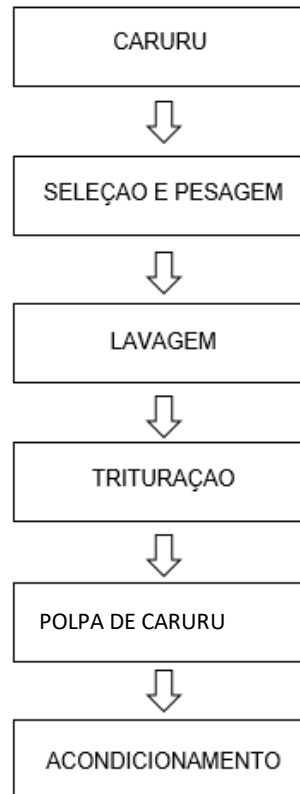 CARURU
SELEÇAO E PESAGEM
LAVAGEM
TRITURAÇAO
POLPA DE CARURU
ACONDICIONAMENTO